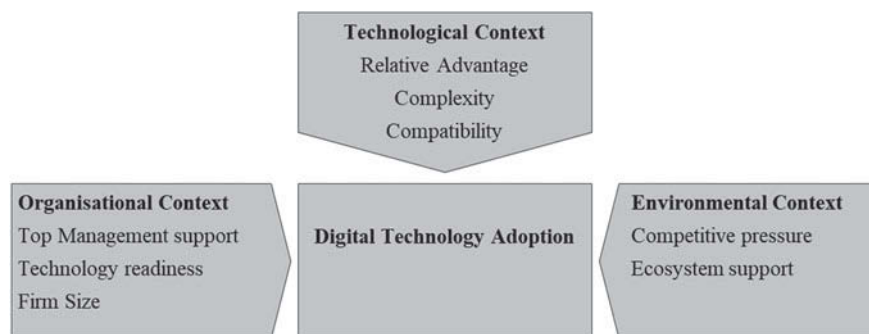 Technological Context
Relative Advantage
Complexity
Compatibility
Organisational Context
Top Management support
Technology readiness
Firm Size
Digital Technology Adoption
Environmental Context
Competitive pressure
Ecosystem support